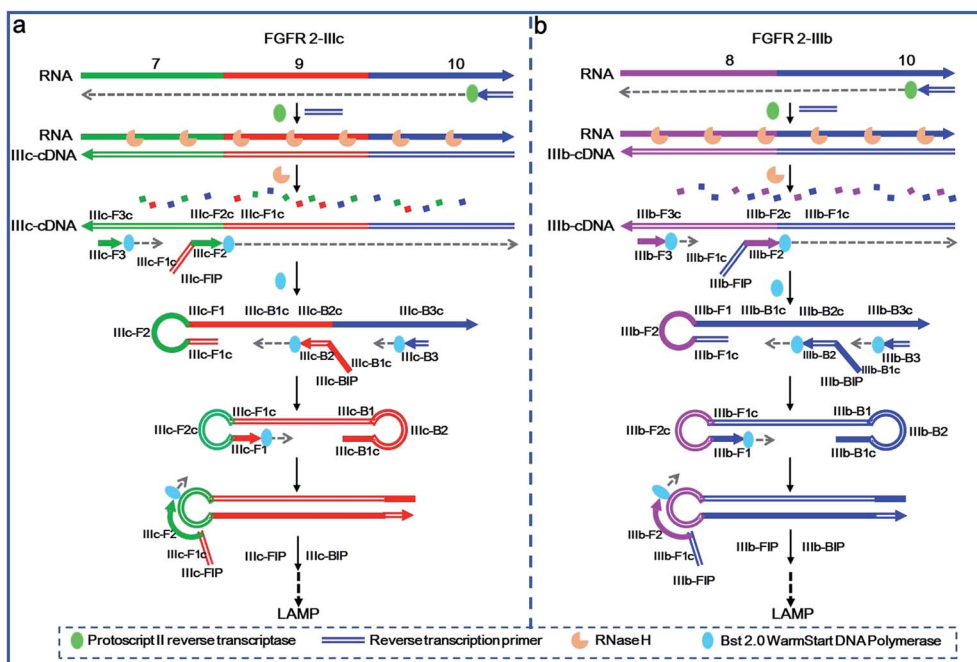 a
FGFR 2-IIIc
7 9 10
RNA
RNA
IIIc-cDNA
IIIc-F3c IIIc-F2c IIIc-F1c
IIIc-cDNA
IIIc-F3 IIIc-F1c IIIc-F2
IIIc-FIP
IIIc-F1 IIIc-B1c IIIc-B2c IIIc-B3c
IIIc-F2
IIIc-F1c IIIc-B2 IIIc-B1c IIIc-B3
IIIc-BIP
IIIc-F1c IIIc-B1
IIIc-F2c IIIc-B2
IIIc-F1 IIIc-B1c
IIIc-F2
IIIc-F1c
IIIc-FIP
IIIc-FIP IIIc-BIP
LAMP
b
FGFR 2-IIIb
8 10
RNA
RNA
IIIb-cDNA
IIIb-F3c IIIb-F2c IIIb-F1c
IIIb-cDNA
IIIb-F3 IIIb-F1c IIIb-F2
IIIb-FIP
IIIb-F1 IIIb-B1c IIIb-B2c IIIb-B3c
IIIb-F2
IIIb-F1c IIIb-B2 IIIb-B1c IIIb-B3
IIIb-BIP
IIIb-F1c IIIb-B1
IIIb-F2c IIIb-B2
IIIb-F1 IIIb-B1c
IIIb-F2
IIIb-F1c
IIIb-FIP
IIIb-FIP IIIb-BIP
LAMP
Protoscript II reverse transcriptase Reverse transcription primer RNase H Bst 2.0 WarmStart DNA Polymerase